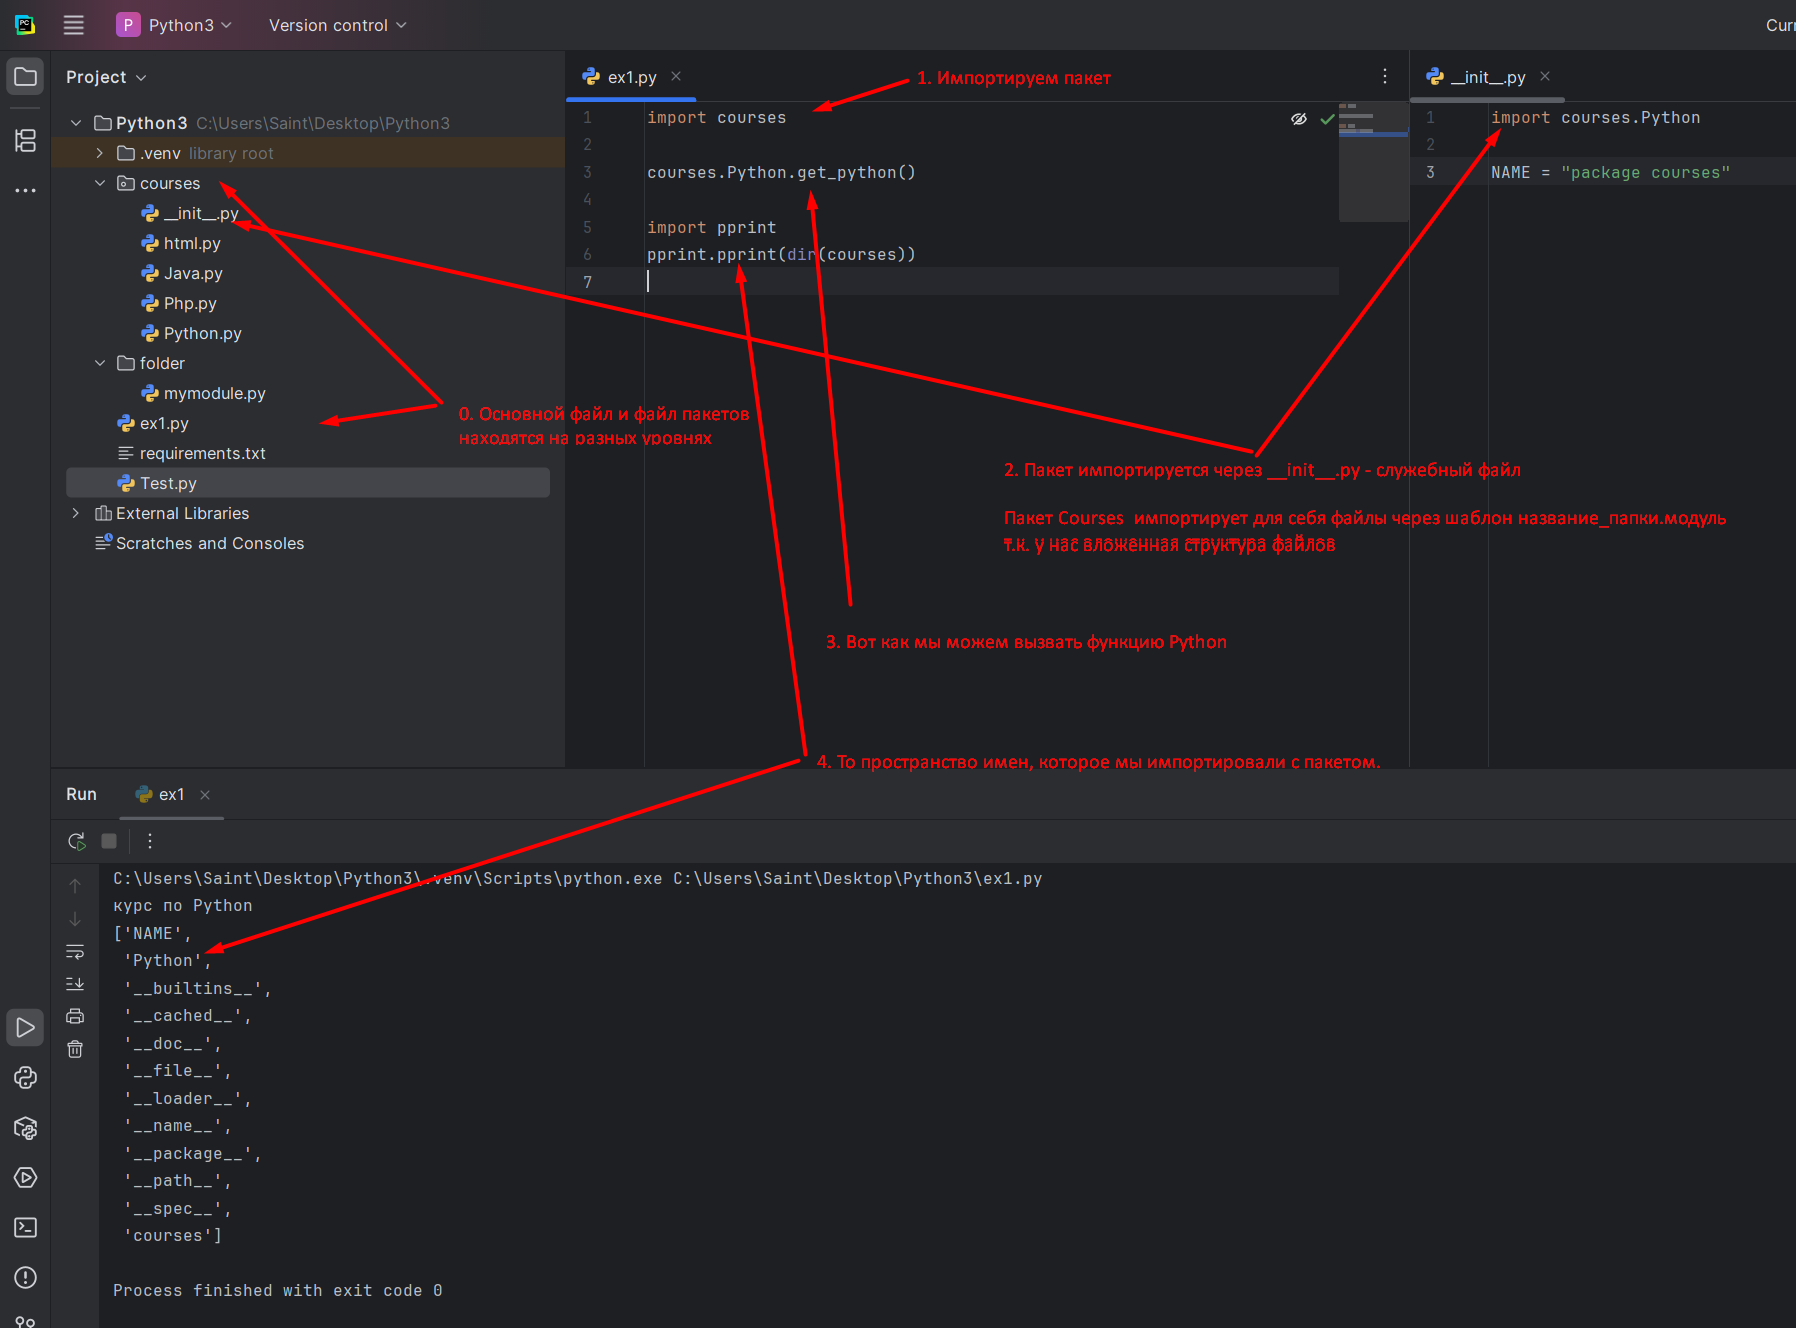 PC
P Python3 Version control Curr
Project
Python3 C:\Users\Saint\Desktop\Python3
.venv library root
courses
__init__.py
html.py
Java.py
Php.py
Python.py
folder
mymodule.py
ex1.py
requirements.txt
Test.py
External Libraries
Scratches and Consoles
ex1.py
1 import courses
2
3 courses.Python.get_python()
4
5 import pprint
6 pprint.pprint(dir(courses))
7
__init__.py
1 import courses.Python
2
3 NAME = "package courses"
1. Импортируем пакет
0. Основной файл и файл пакетов
находятся на разных уровнях
2. Пакет импортируется через __init__.py - служебный файл
Пакет Courses импортирует для себя файлы через шаблон название_папки.модуль
т.к. у нас вложенная структура файлов
3. Вот как мы можем вызвать функцию Python
4. То пространство имен, которое мы импортировали с пакетом.
Run ex1
C:\Users\Saint\Desktop\Python3\.venv\Scripts\python.exe C:\Users\Saint\Desktop\Python3\ex1.py
курс по Python
['NAME',
'Python',
'__builtins__',
'__cached__',
'__doc__',
'__file__',
'__loader__',
'__name__',
'__package__',
'__path__',
'__spec__',
'courses']
Process finished with exit code 0